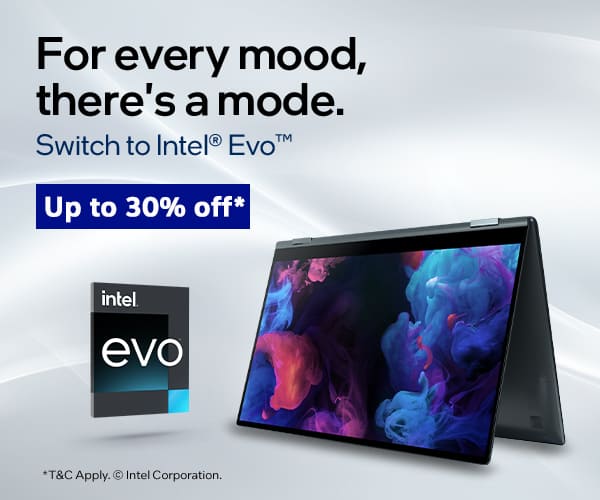 For every mood,
there's a mode.
Switch to Intel® Evo™
Up to 30% off*
intel.
evo
*T&C Apply. © Intel Corporation.